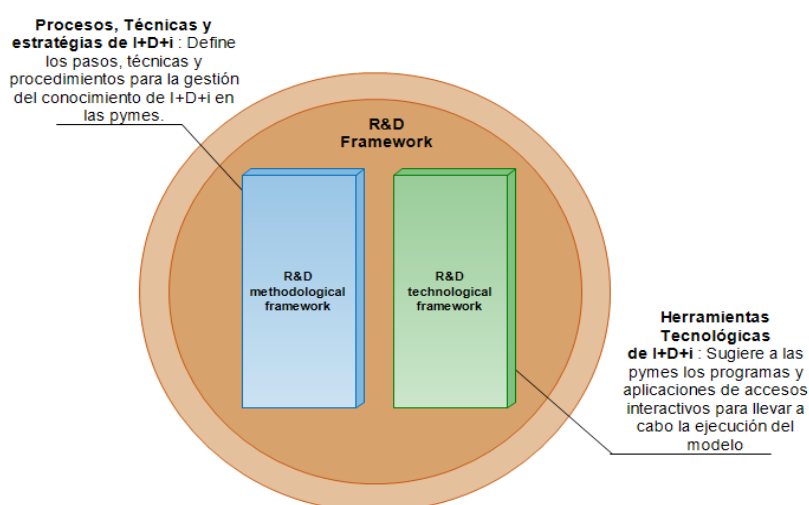 Procesos, Técnicas y
estratégias de I+D+i : Define
los pasos, técnicas y
procedimientos para la gestión
del conocimiento de I+D+i en
las pymes.
R&D
Framework
R&D
methodological
framework
R&D
technological
framework
Herramientas
Tecnológicas
de I+D+i : Sugiere a las
pymes los programas y
aplicaciones de accesos
interactivos para llevar a
cabo la ejecución del
modelo